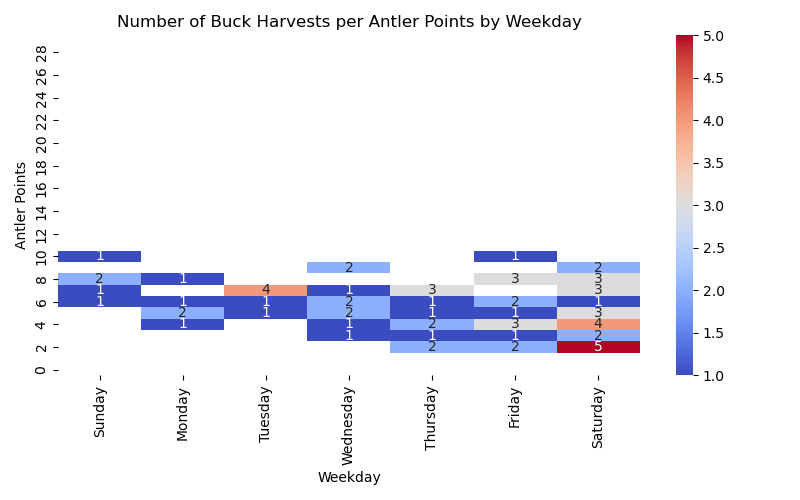 Number of Buck Harvests per Antler Points by Weekday
Antler Points
28
26
24
22
20
18
16
14
12
10
8
6
4
2
0
1 1
2 2
2 1 3 3
1 4 1 3 3
1 1 1 2 1 2 1
2 1 2 1 1 3
1 1 2 3 4
1 1 1 2
2 2 5
Sunday
Monday
Tuesday
Wednesday
Thursday
Friday
Saturday
Weekday
5.0
4.5
4.0
3.5
3.0
2.5
2.0
1.5
1.0